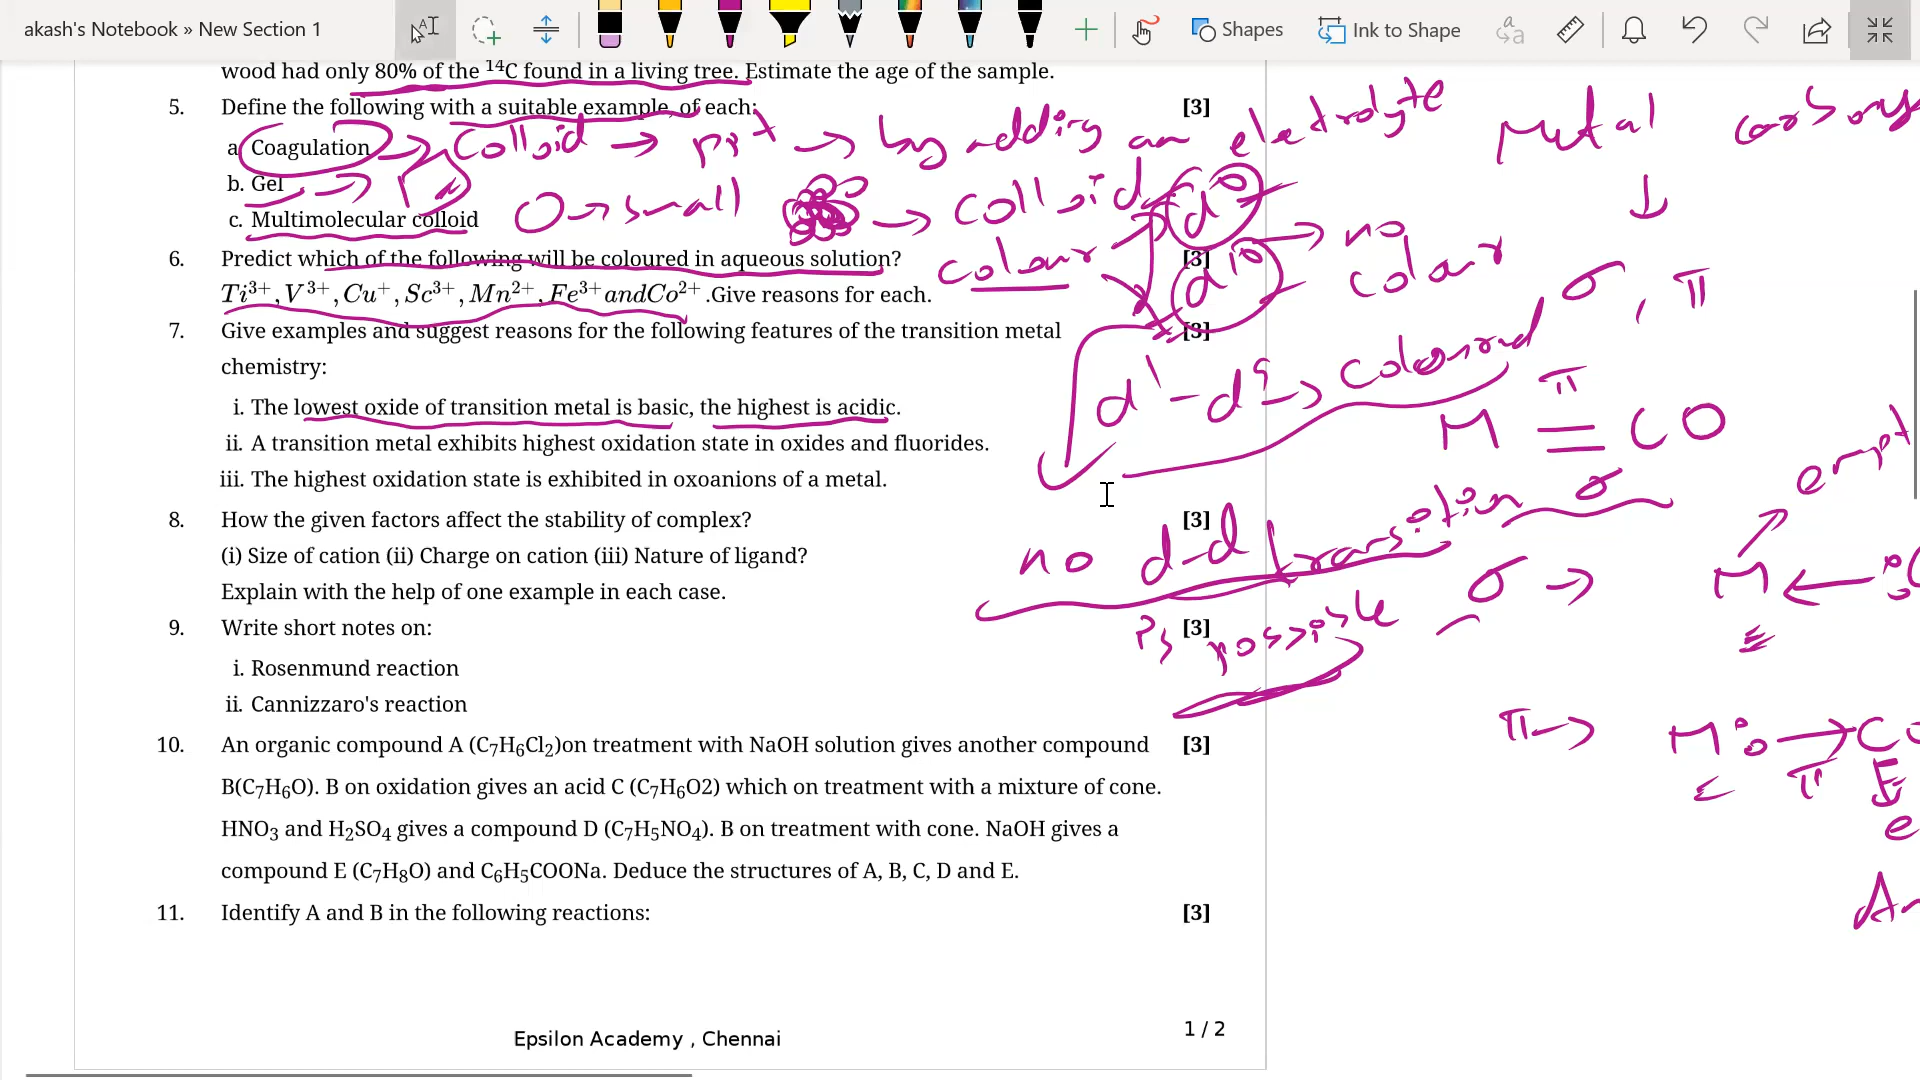 akash's Notebook » New Section 1
Shapes
Ink to Shape
wood had only 80% of the ¹⁴C found in a living tree. Estimate the age of the sample.
5. Define the following with a suitable example, of each: [3]
a. Coagulation
b. Gel
c. Multimolecular colloid
colloid → ppt → by adding an electrolyte
O → small → colloid
6. Predict which of the following will be coloured in aqueous solution? [3]
Ti³⁺, V³⁺, Cu⁺, Sc³⁺, Mn²⁺, Fe³⁺ andCo²⁺ .Give reasons for each.
colour
d⁰
d¹⁰ → no colour
7. Give examples and suggest reasons for the following features of the transition metal [3]
chemistry:
i. The lowest oxide of transition metal is basic, the highest is acidic.
ii. A transition metal exhibits highest oxidation state in oxides and fluorides.
iii. The highest oxidation state is exhibited in oxoanions of a metal.
d¹ - d⁹ → coloured
8. How the given factors affect the stability of complex? [3]
(i) Size of cation (ii) Charge on cation (iii) Nature of ligand?
Explain with the help of one example in each case.
no d-d transition
is possible
9. Write short notes on: [3]
i. Rosenmund reaction
ii. Cannizzaro's reaction
10. An organic compound A (C₇H₆Cl₂)on treatment with NaOH solution gives another compound [3]
B(C₇H₆O). B on oxidation gives an acid C (C₇H₆O2) which on treatment with a mixture of cone.
HNO₃ and H₂SO₄ gives a compound D (C₇H₅NO₄). B on treatment with cone. NaOH gives a
compound E (C₇H₈O) and C₆H₅COONa. Deduce the structures of A, B, C, D and E.
11. Identify A and B in the following reactions: [3]
Epsilon Academy , Chennai
1 / 2
Metal
↓
σ, π
π
M = CO
σ
empt
σ → M ←
π → M : → C
π
e